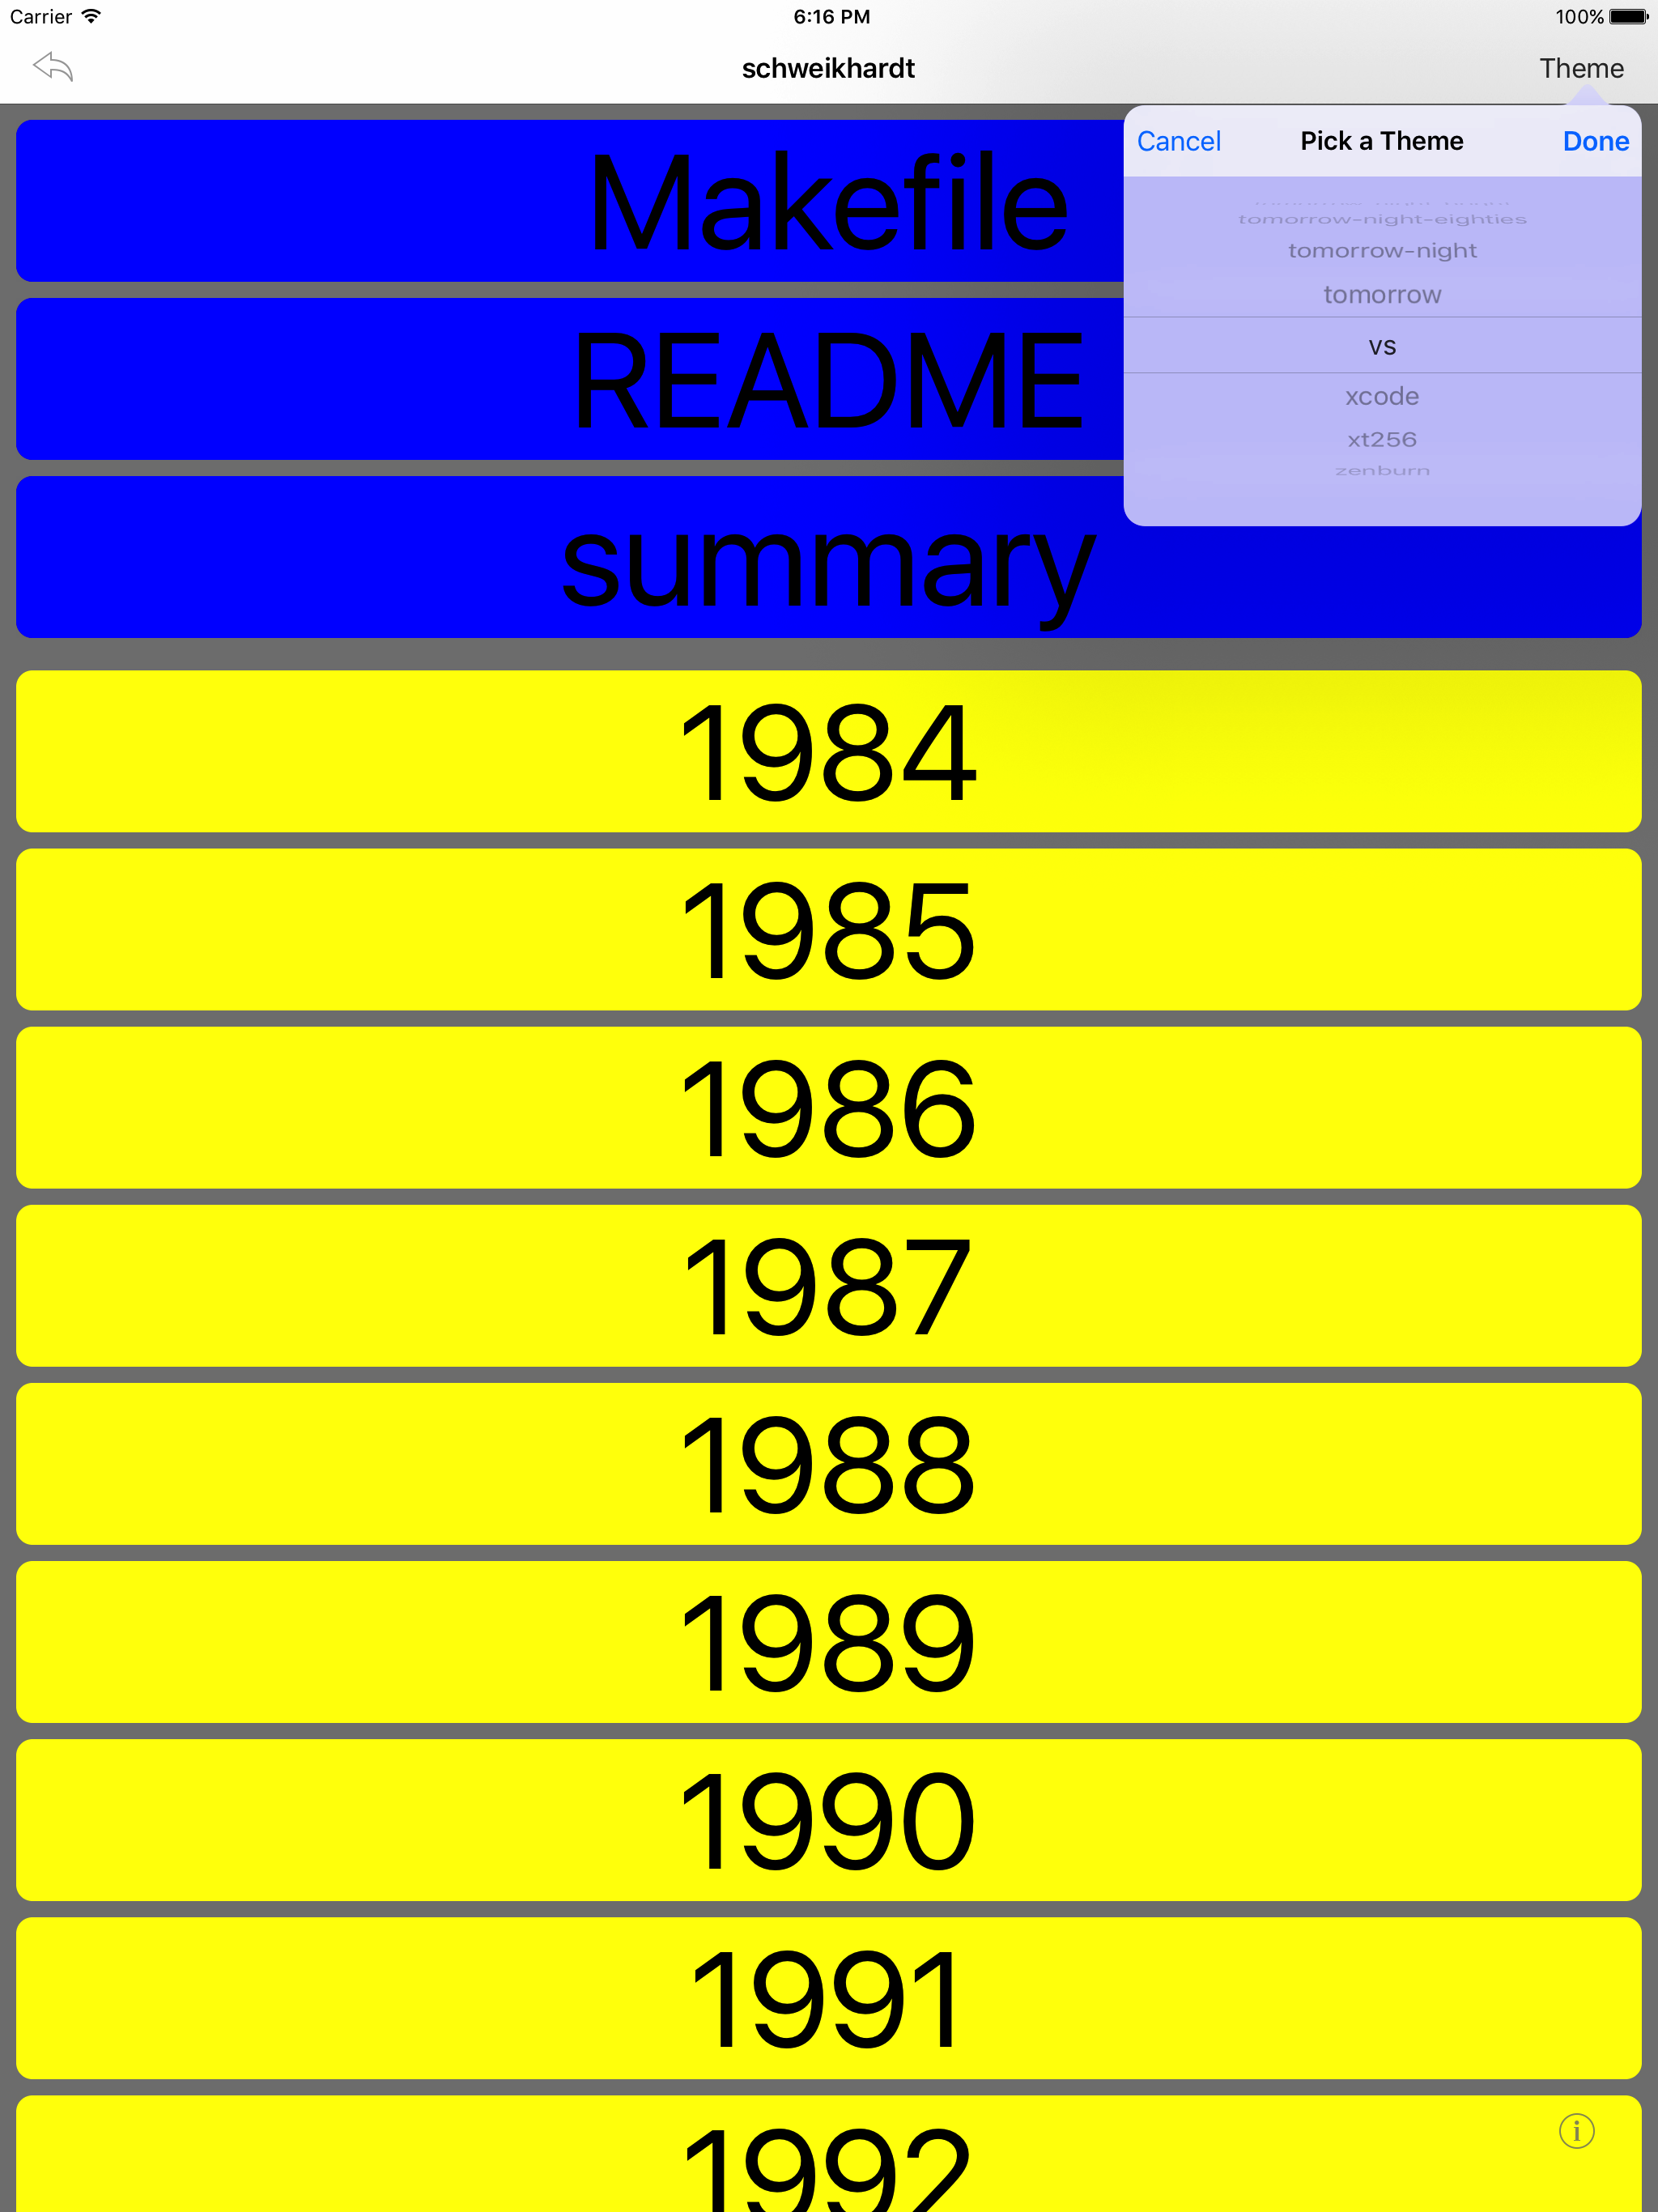 Carrier 6:16 PM 100%
schweikhardt Theme
Cancel Pick a Theme Done
tomorrow-night-eighties
tomorrow-night
tomorrow
vs
xcode
xt256
zenburn
Makefile
README
summary
1984
1985
1986
1987
1988
1989
1990
1991
1992
i